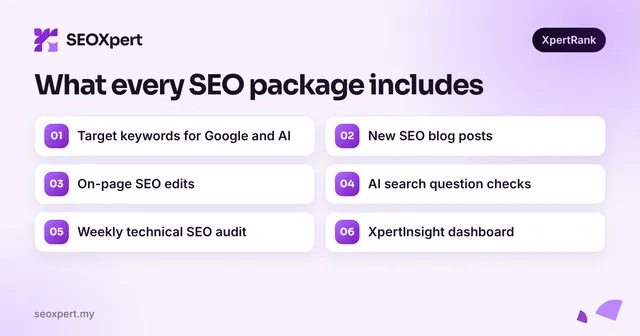 SEOXpert
XpertRank
What every SEO package includes
01 Target keywords for Google and AI
02 New SEO blog posts
03 On-page SEO edits
04 AI search question checks
05 Weekly technical SEO audit
06 XpertInsight dashboard
seoxpert.my